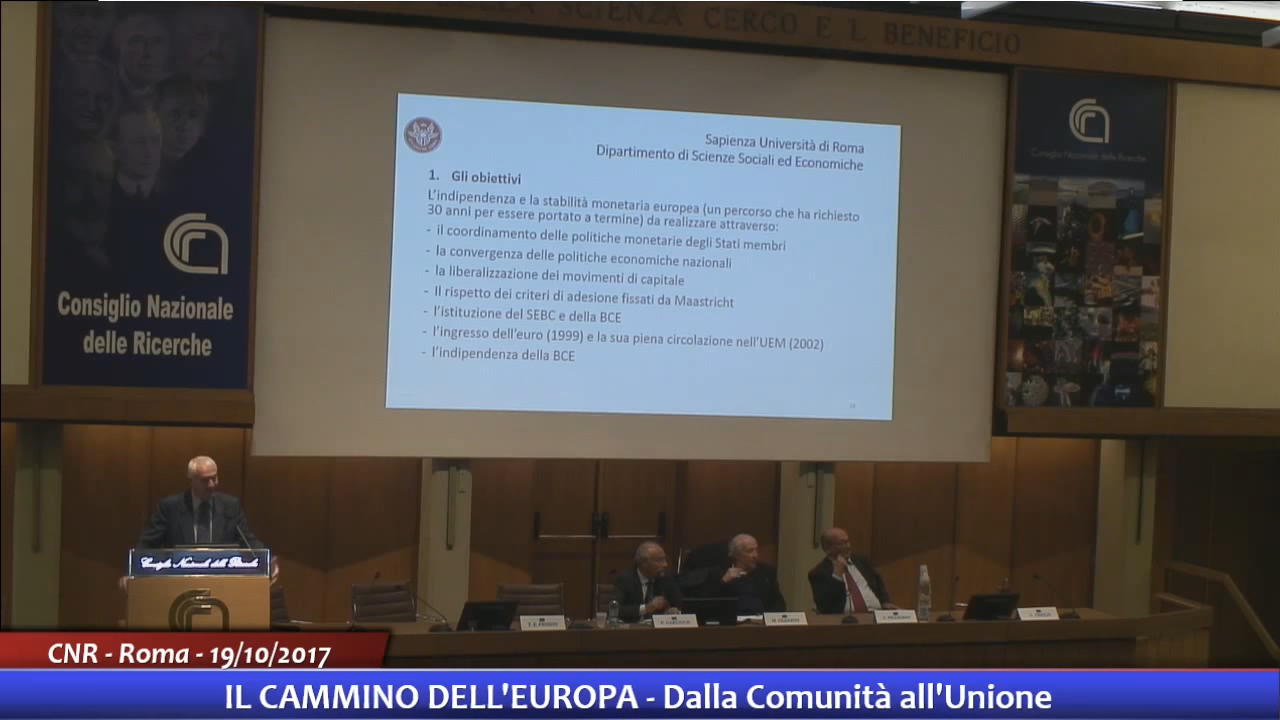 SCIENZA CERCO E L BENEFICIO
Consiglio Nazionale
delle Ricerche
Consiglio Nazionale delle Ricerche
Sapienza Università di Roma
Dipartimento di Scienze Sociali ed Economiche
1. Gli obiettivi
L'indipendenza e la stabilità monetaria europea (un percorso che ha richiesto
30 anni per essere portato a termine) da realizzare attraverso:
- il coordinamento delle politiche monetarie degli Stati membri
- la convergenza delle politiche economiche nazionali
- la liberalizzazione dei movimenti di capitale
- Il rispetto dei criteri di adesione fissati da Maastricht
- l'istituzione del SEBC e della BCE
- l'ingresso dell'euro (1999) e la sua piena circolazione nell'UEM (2002)
- l'indipendenza della BCE
Consiglio Nazionale delle Ricerche
CNR - Roma - 19/10/2017
IL CAMMINO DELL'EUROPA - Dalla Comunità all'Unione